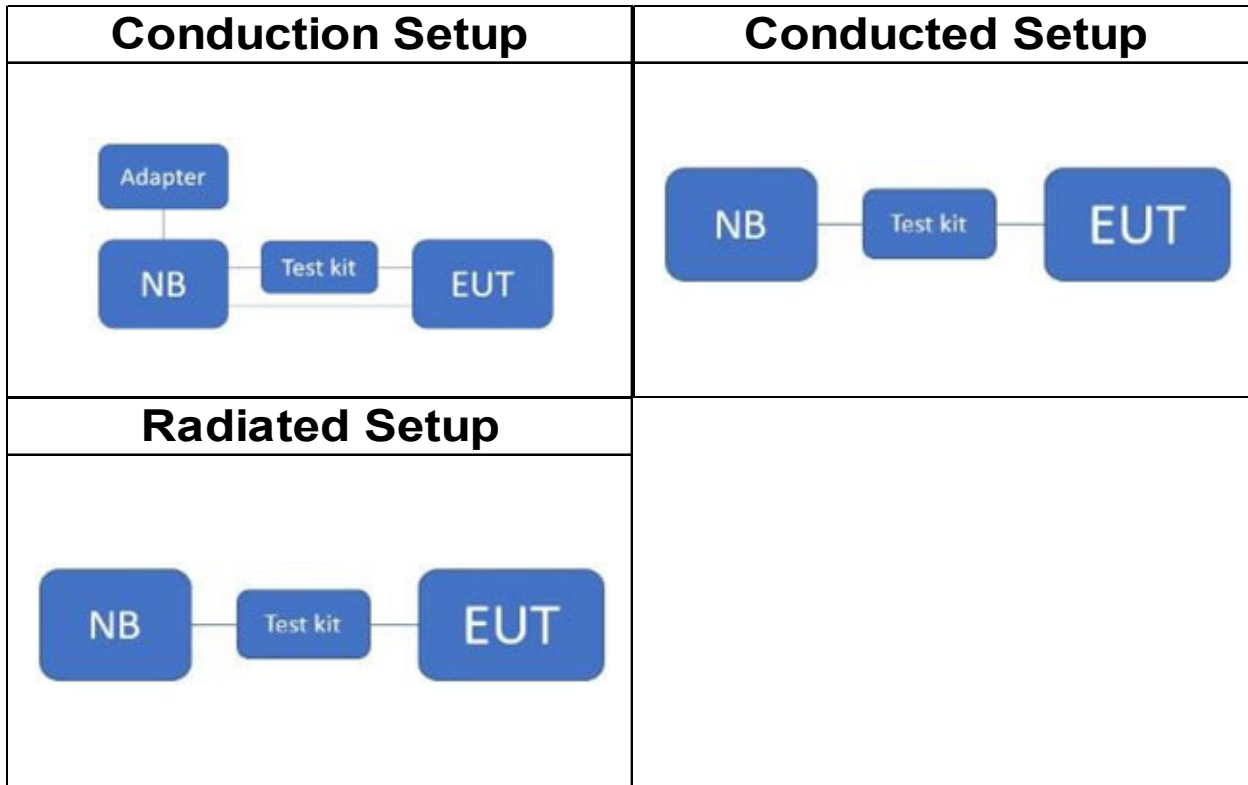 Conduction Setup
Adapter
NB
Test kit
EUT
Conducted Setup
NB
Test kit
EUT
Radiated Setup
NB
Test kit
EUT